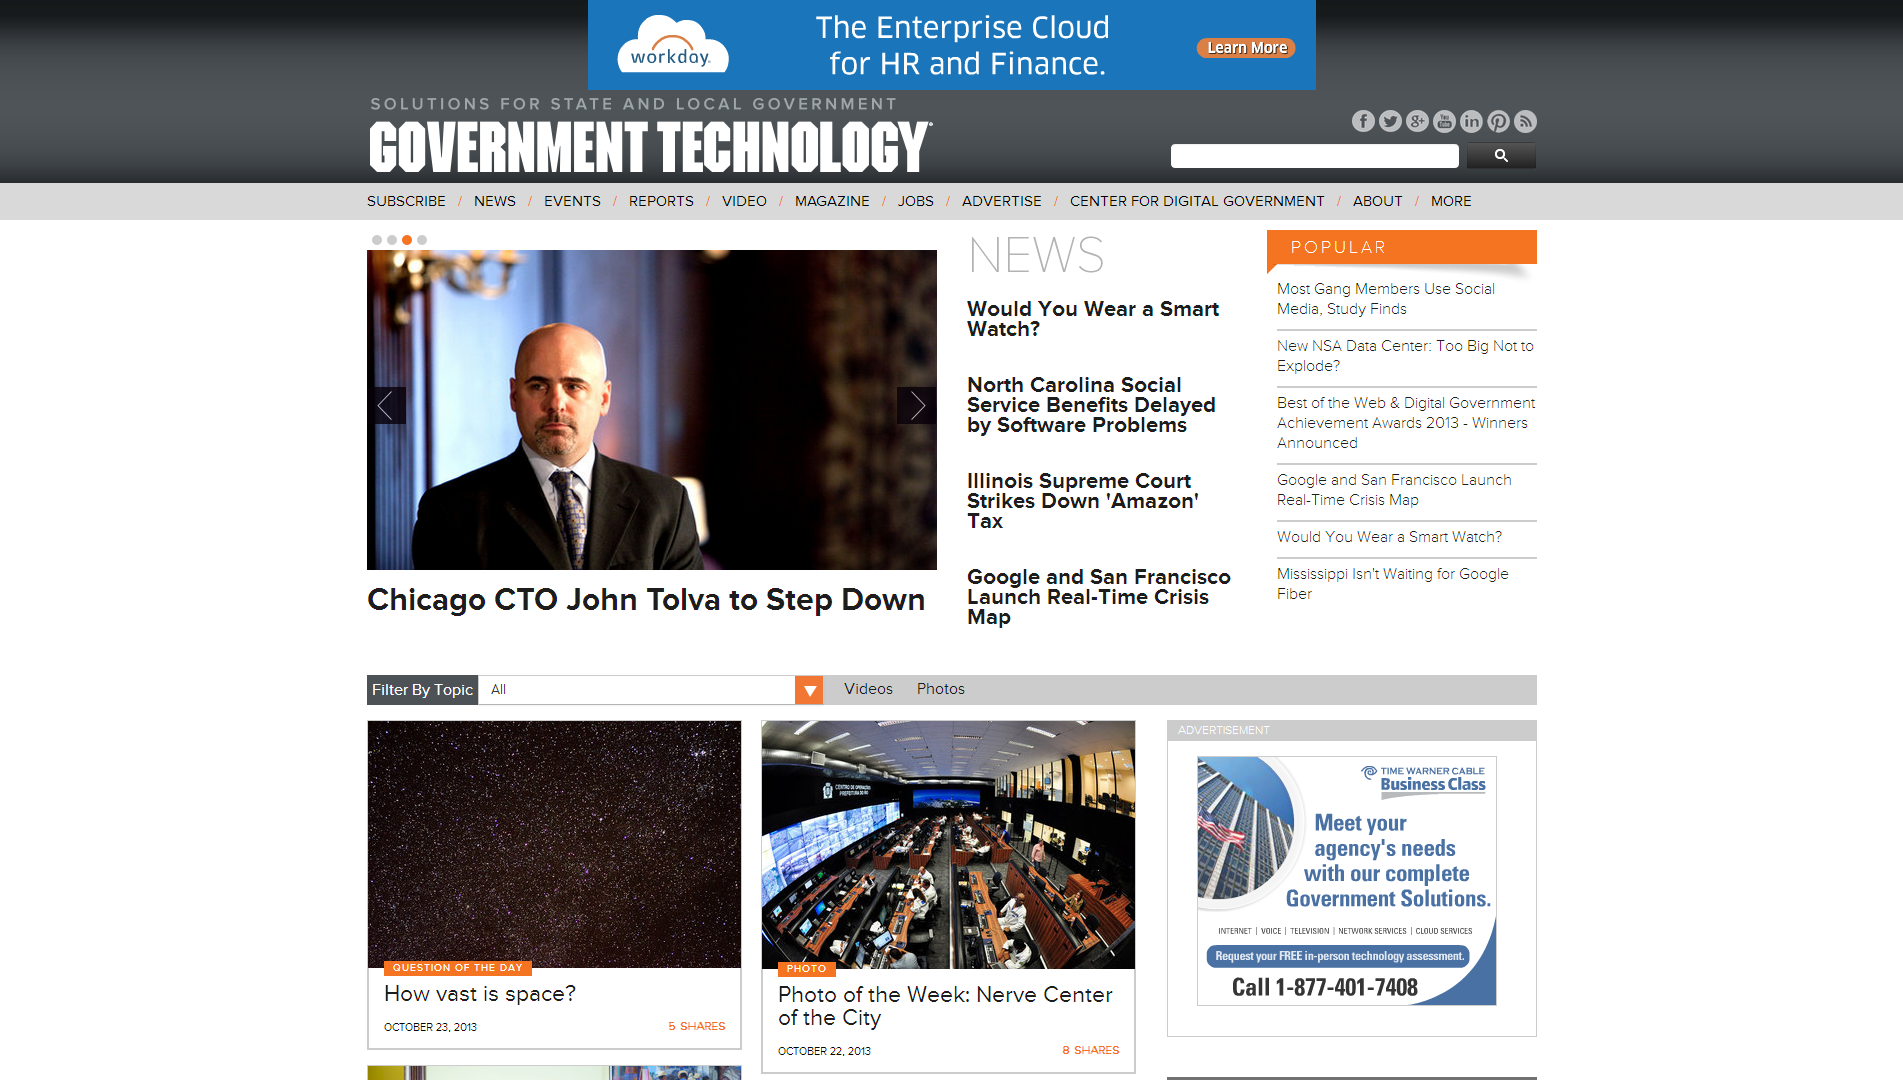 The Enterprise Cloud
for HR and Finance.
workday.
Learn More
SOLUTIONS FOR STATE AND LOCAL GOVERNMENT
GOVERNMENT TECHNOLOGY
SUBSCRIBE / NEWS / EVENTS / REPORTS / VIDEO / MAGAZINE / JOBS / ADVERTISE / CENTER FOR DIGITAL GOVERNMENT / ABOUT / MORE
Chicago CTO John Tolva to Step Down
NEWS
Would You Wear a Smart
Watch?
North Carolina Social
Service Benefits Delayed
by Software Problems
Illinois Supreme Court
Strikes Down 'Amazon'
Tax
Google and San Francisco
Launch Real-Time Crisis
Map
POPULAR
Most Gang Members Use Social
Media, Study Finds
New NSA Data Center: Too Big Not to
Explode?
Best of the Web & Digital Government
Achievement Awards 2013 - Winners
Announced
Google and San Francisco Launch
Real-Time Crisis Map
Would You Wear a Smart Watch?
Mississippi Isn't Waiting for Google
Fiber
Filter By Topic All Videos Photos
QUESTION OF THE DAY
How vast is space?
OCTOBER 23, 2013 5 SHARES
CENTRO DE OPERAÇÕES
PREFEITURA DO RIO
PHOTO
Photo of the Week: Nerve Center
of the City
OCTOBER 22, 2013 8 SHARES
ADVERTISEMENT
TIME WARNER CABLE
Business Class
Meet your
agency's needs
with our complete
Government Solutions.
INTERNET | VOICE | TELEVISION | NETWORK SERVICES | CLOUD SERVICES
Request your FREE in-person technology assessment.
Call 1-877-401-7408